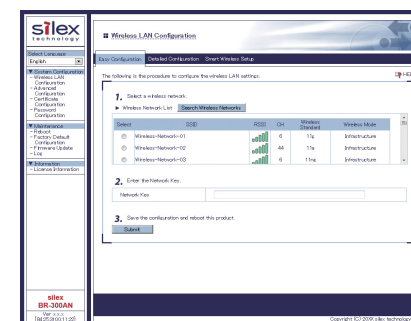 silex
technology
Select Language
English
▼ System Configuration
- Wireless LAN
Configuration
- Advanced
Configuration
- Certificate
Configuration
- Password
Configuration
▼ Maintenance
- Reboot
- Factory Default
Configuration
- Firmware Update
- Log
▼ Information
- License Information
silex
BR-300AN
Ver x.x.x
Wireless LAN Configuration
Easy Configuration Detailed Configuration Smart Wireless Setup
The following is the procedure to configure the wireless LAN settings.
HE
1. Select a wireless network.
▶ Wireless Network List Search Wireless Networks
Select SSID RSSI CH Wireless Standard Wireless Mode
Wireless-Network-01 6 11g Infrastructure
Wireless-Network-02 44 11a Infrastructure
Wireless-Network-03 6 11ng Infrastructure
2. Enter the Network Key.
Network Key
3. Save the configuration and reboot this product.
Submit
Copyright (C) 20XX silex technology